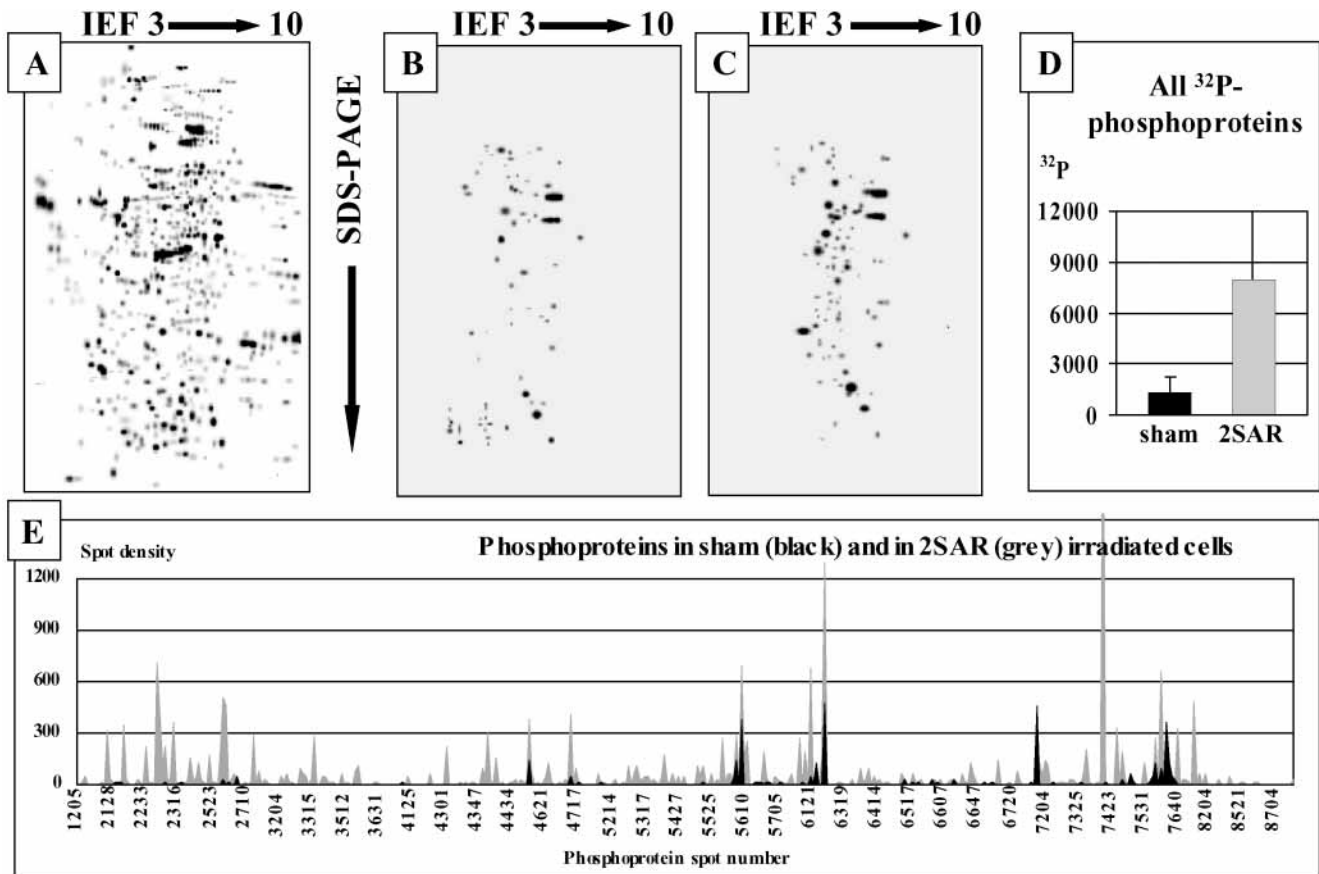 IEF 3 10
IEF 3 10
IEF 3 10
A
SDS-PAGE
B
C
D
All ³²P-
phosphoproteins
³²P
12000
9000
6000
3000
0
sham 2SAR
E
Spot density
Phosphoproteins in sham (black) and in 2SAR (grey) irradiated cells
1200
900
600
300
0
1205 2128 2233 2316 2523 2710 3204 3315 3512 3631 4125 4301 4347 4434 4621 4717 5214 5317 5427 5525 5610 5705 6121 6319 6414 6517 6607 6647 6720 7204 7325 7423 7531 7640 8204 8521 8704
Phosphoprotein spot number